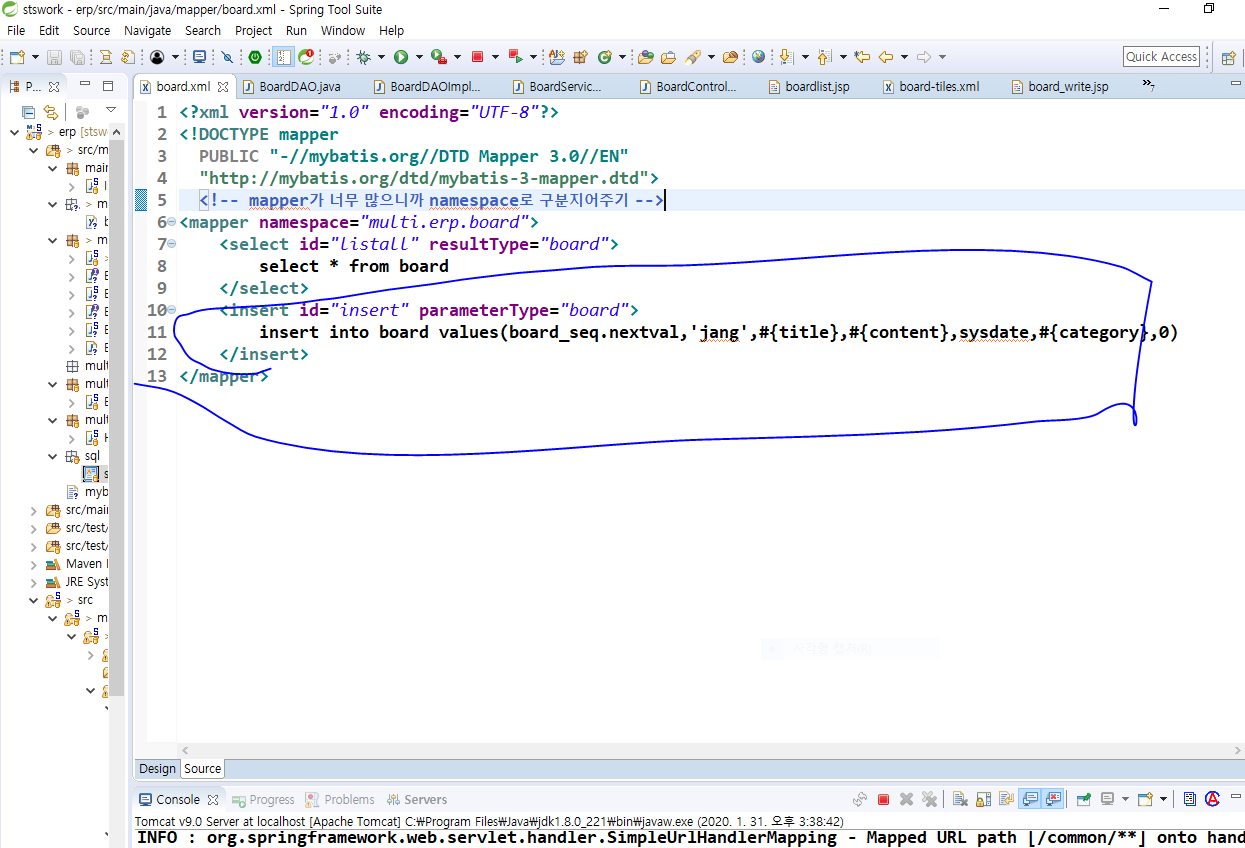 stswork - erp/src/main/java/mapper/board.xml - Spring Tool Suite
File Edit Source Navigate Search Project Run Window Help
Quick Access
P...
board.xml BoardDAO.java BoardDAOImpl... BoardServic... BoardControl... boardlist.jsp board-tiles.xml board_write.jsp »7
> erp [stsw
> src/m
main
> m
> m
mult
mult
mult
sql
myb
src/mai
src/test/
src/test/
Maven
JRE Syst
> src
> m
1 <?xml version="1.0" encoding="UTF-8"?>
2 <!DOCTYPE mapper
3 PUBLIC "-//mybatis.org//DTD Mapper 3.0//EN"
4 "http://mybatis.org/dtd/mybatis-3-mapper.dtd">
5 <!-- mapper가 너무 많으니까 namespace로 구분지어주기 -->
6 <mapper namespace="multi.erp.board">
7 <select id="listall" resultType="board">
8 select * from board
9 </select>
10 <insert id="insert" parameterType="board">
11 insert into board values(board_seq.nextval,'jang',#{title},#{content},sysdate,#{category},0)
12 </insert>
13 </mapper>
Design Source
Console Progress Problems Servers
Tomcat v9.0 Server at localhost [Apache Tomcat] C:₩Program Files₩Java₩jdk1.8.0_221₩bin₩javaw.exe (2020. 1. 31. 오후 3:38:42)
INFO : org.springframework.web.servlet.handler.SimpleUrlHandlerMapping - Mapped URL path [/common/**] onto hand